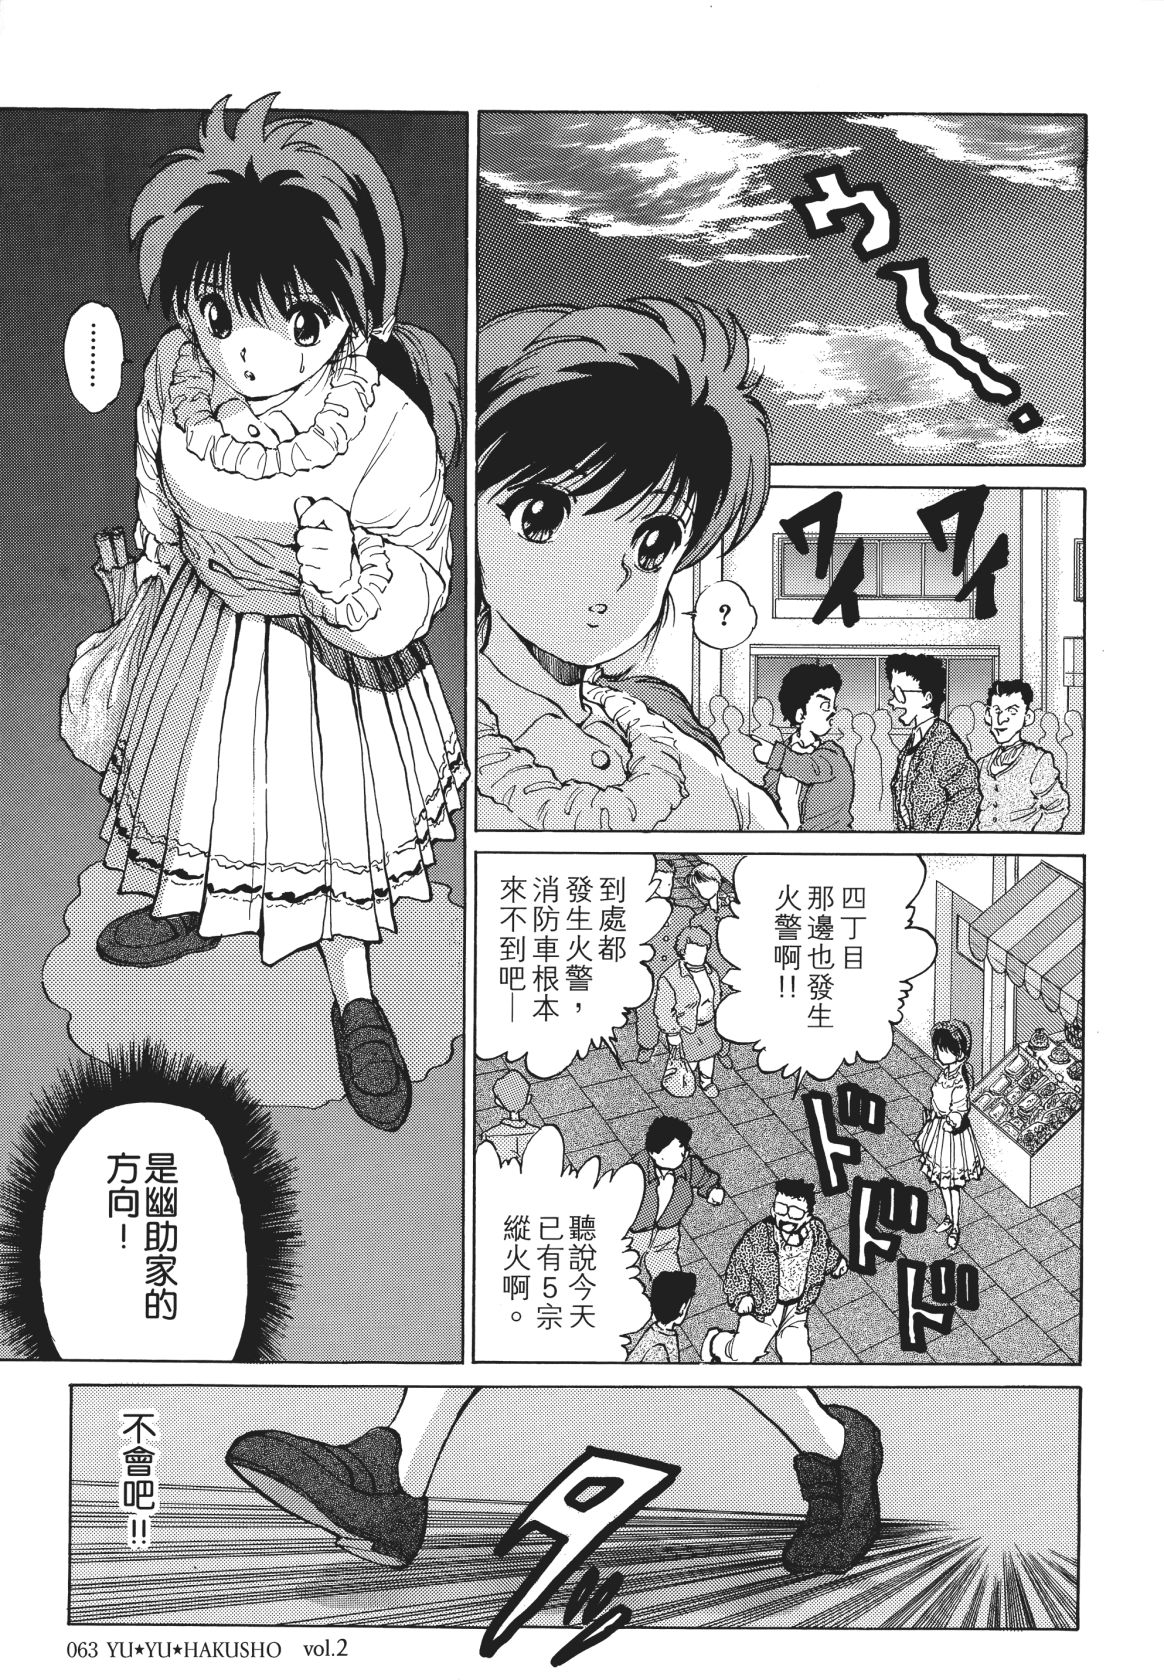 ウー。
ワイ
ワイ
?
四丁目
那邊也發生
火警啊!!
到處都
發生火警，
消防車根本
來不到吧—
ドド
ドド
聽說今天
已有5宗
縱火啊。
………
是幽助家的
方向！
不會吧!!
ダッ
063 YU★YU★HAKUSHO vol.2